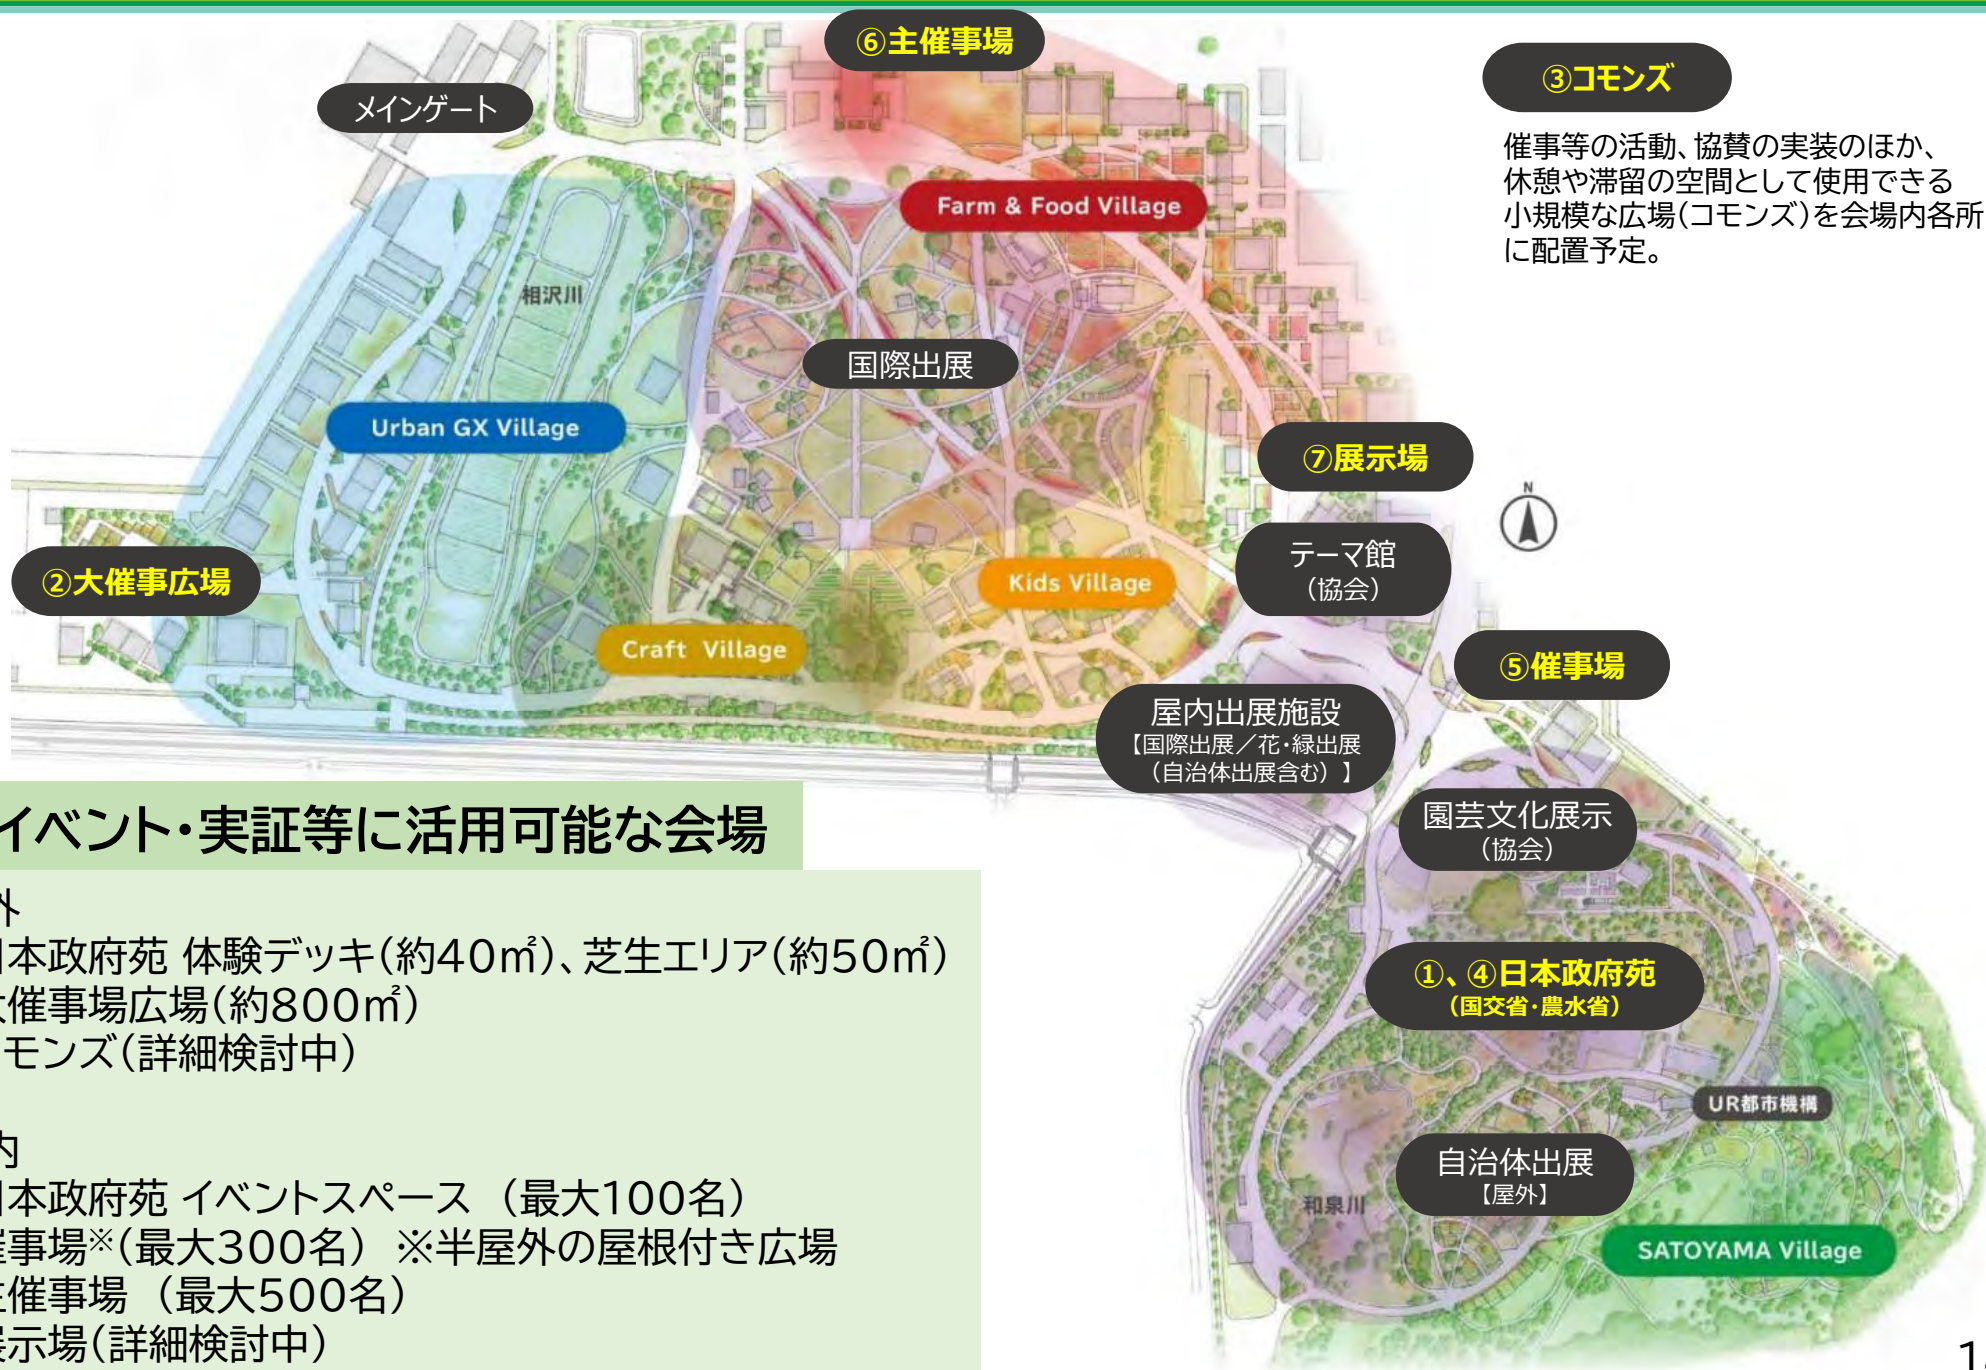 ⑥主催事場
メインゲート
③コモンズ
催事等の活動、協賛の実装のほか、
休憩や滞留の空間として使用できる
小規模な広場(コモンズ)を会場内各所
に配置予定。
Farm & Food Village
相沢川
国際出展
Urban GX Village
⑦展示場
N
テーマ館
(協会)
②大催事広場
Kids Village
Craft Village
⑤催事場
屋内出展施設
【国際出展/花・緑出展
(自治体出展含む)】
園芸文化展示
(協会)
①、④日本政府苑
(国交省・農水省)
UR都市機構
自治体出展
【屋外】
和泉川
SATOYAMA Village
イベント・実証等に活用可能な会場
外
日本政府苑 体験デッキ(約40㎡)、芝生エリア(約50㎡)
大催事場広場(約800㎡)
モンズ(詳細検討中)
内
日本政府苑 イベントスペース (最大100名)
催事場※(最大300名) ※半屋外の屋根付き広場
主催事場 (最大500名)
展示場(詳細検討中)